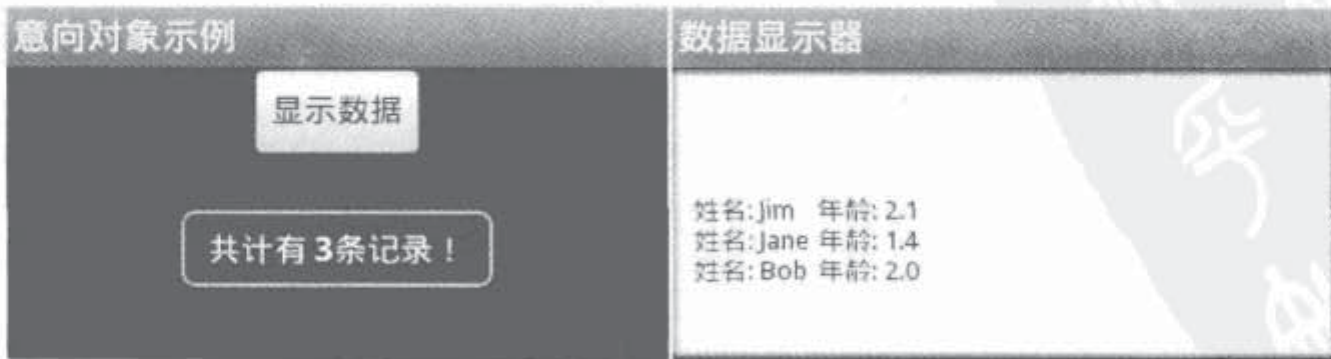 意向对象示例
显示数据
共计有 3条记录！
数据显示器
姓名: Jim 年龄: 2.1
姓名: Jane 年龄: 1.4
姓名: Bob 年龄: 2.0